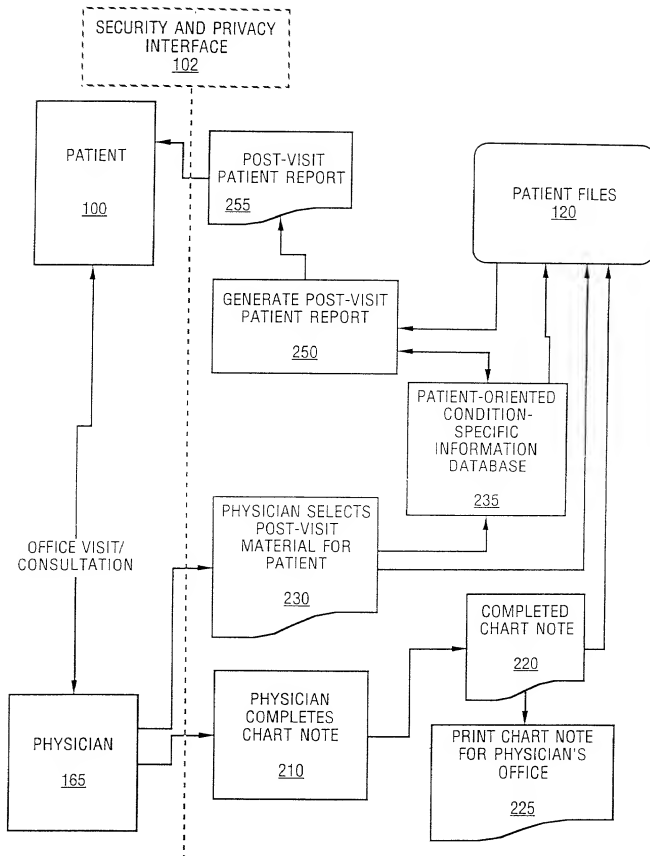 SECURITY AND PRIVACY
INTERFACE
102
PATIENT
100
POST-VISIT
PATIENT REPORT
255
PATIENT FILES
120
GENERATE POST-VISIT
PATIENT REPORT
250
PATIENT-ORIENTED
CONDITION-
SPECIFIC
INFORMATION
DATABASE
235
PHYSICIAN SELECTS
POST-VISIT
MATERIAL FOR
PATIENT
230
OFFICE VISIT/
CONSULTATION
COMPLETED
CHART NOTE
220
PHYSICIAN
165
PHYSICIAN
COMPLETES
CHART NOTE
210
PRINT CHART NOTE
FOR PHYSICIAN'S
OFFICE
225